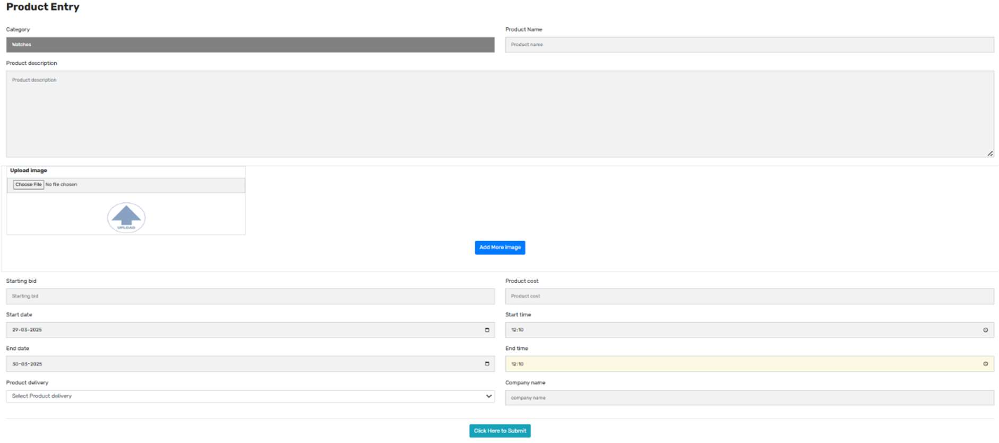 Product Entry
Category
Product Name
Watches
Product name
Product description
Product description
Upload image
Choose File No file chosen
UPLOAD
Add More image
Starting bid
Product cost
Starting bid
Product cost
Start date
Start time
29-03-2025
12:10
End date
End time
30-03-2025
12:10
Product delivery
Company name
Select Product delivery
company name
Click Here to Submit